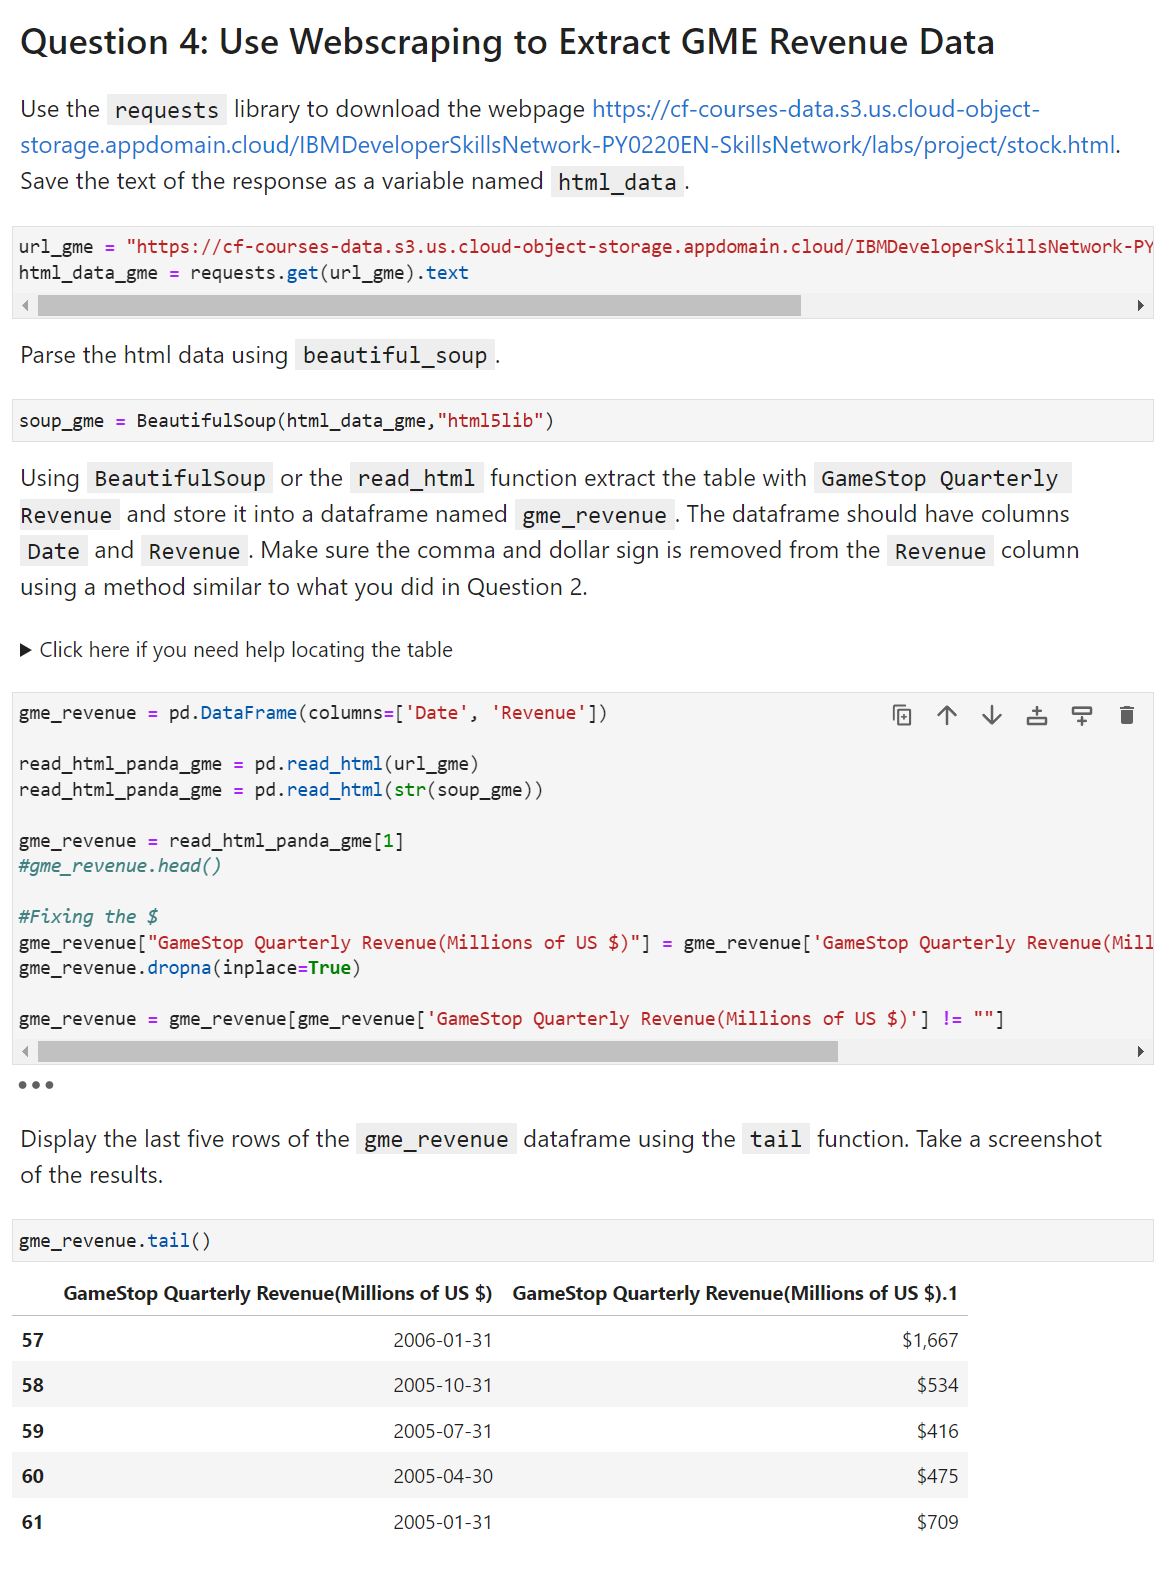 Question 4: Use Webscraping to Extract GME Revenue Data
Use the requests library to download the webpage https://cf-courses-data.s3.us.cloud-object-
storage.appdomain.cloud/IBMDeveloperSkillsNetwork-PY0220EN-SkillsNetwork/labs/project/stock.html.
Save the text of the response as a variable named html_data.
url_gme = "https://cf-courses-data.s3.us.cloud-object-storage.appdomain.cloud/IBMDeveloperSkillsNetwork-PY
html_data_gme = requests.get(url_gme).text
Parse the html data using beautiful_soup.
soup_gme = BeautifulSoup(html_data_gme,"html5lib")
Using BeautifulSoup or the read_html function extract the table with GameStop Quarterly
Revenue and store it into a dataframe named gme_revenue. The dataframe should have columns
Date and Revenue. Make sure the comma and dollar sign is removed from the Revenue column
using a method similar to what you did in Question 2.
Click here if you need help locating the table
gme_revenue = pd.DataFrame(columns=['Date', 'Revenue'])
read_html_panda_gme = pd.read_html(url_gme)
read_html_panda_gme = pd.read_html(str(soup_gme))
gme_revenue = read_html_panda_gme[1]
#gme_revenue.head()
#Fixing the $
gme_revenue["GameStop Quarterly Revenue(Millions of US $)"] = gme_revenue['GameStop Quarterly Revenue(Mill
gme_revenue.dropna(inplace=True)
gme_revenue = gme_revenue[gme_revenue['GameStop Quarterly Revenue(Millions of US $)'] != ""]
Display the last five rows of the gme_revenue dataframe using the tail function. Take a screenshot
of the results.
gme_revenue.tail()
GameStop Quarterly Revenue(Millions of US $) GameStop Quarterly Revenue(Millions of US $).1
57 2006-01-31 $1,667
58 2005-10-31 $534
59 2005-07-31 $416
60 2005-04-30 $475
61 2005-01-31 $709